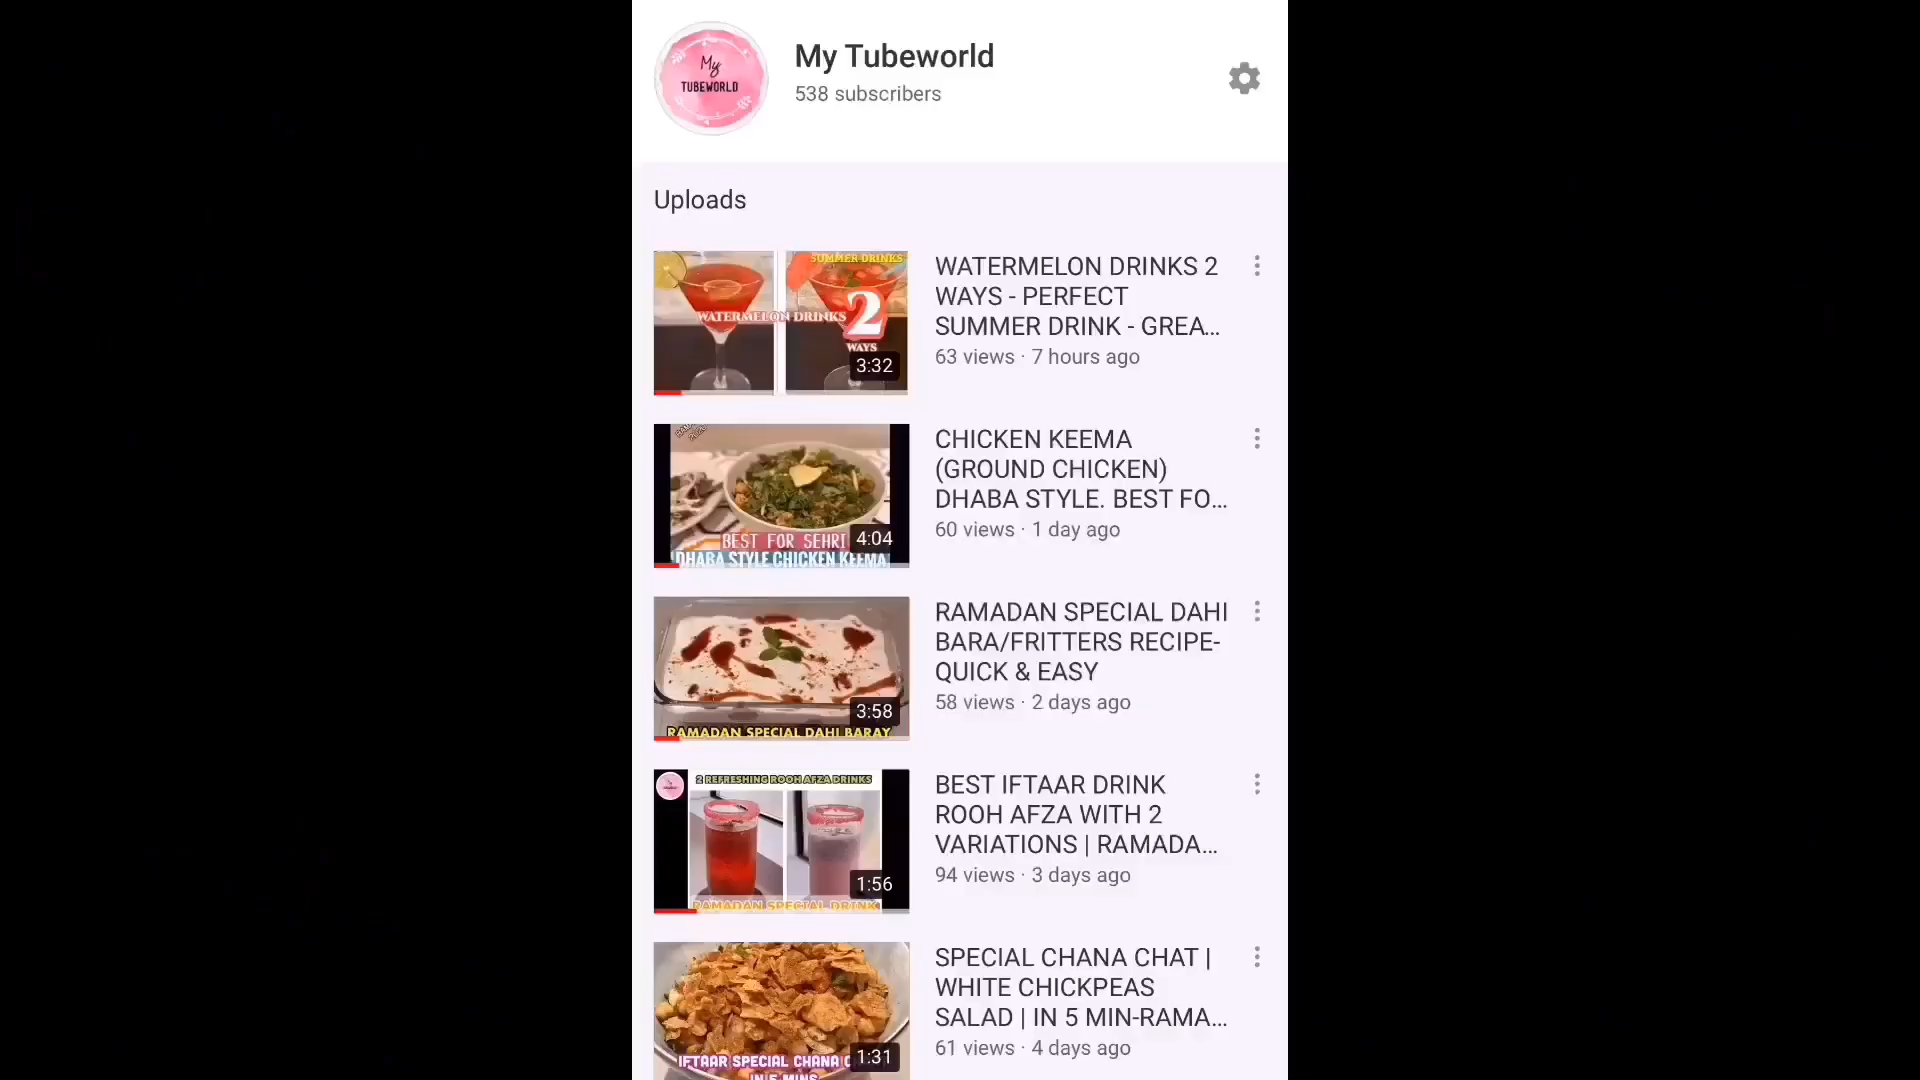 My
TUBEWORLD
My Tubeworld
538 subscribers
Uploads
SUMMER DRINKS
WATERMELON DRINKS
2
WAYS
3:32
WATERMELON DRINKS 2
WAYS - PERFECT
SUMMER DRINK - GREA...
63 views · 7 hours ago
BEST FOR SEHRI
DHABA STYLE CHICKEN KEEMA
4:04
CHICKEN KEEMA
(GROUND CHICKEN)
DHABA STYLE. BEST FO...
60 views · 1 day ago
3:58
RAMADAN SPECIAL DAHI BARAY
RAMADAN SPECIAL DAHI
BARA/FRITTERS RECIPE-
QUICK & EASY
58 views · 2 days ago
2 REFRESHING ROOH AFZA DRINKS
1:56
RAMADAN SPECIAL DRINK
BEST IFTAAR DRINK
ROOH AFZA WITH 2
VARIATIONS | RAMADA...
94 views · 3 days ago
IFTAAR SPECIAL CHANA
1:31
IN 5 MINS
SPECIAL CHANA CHAT |
WHITE CHICKPEAS
SALAD | IN 5 MIN-RAMA...
61 views · 4 days ago